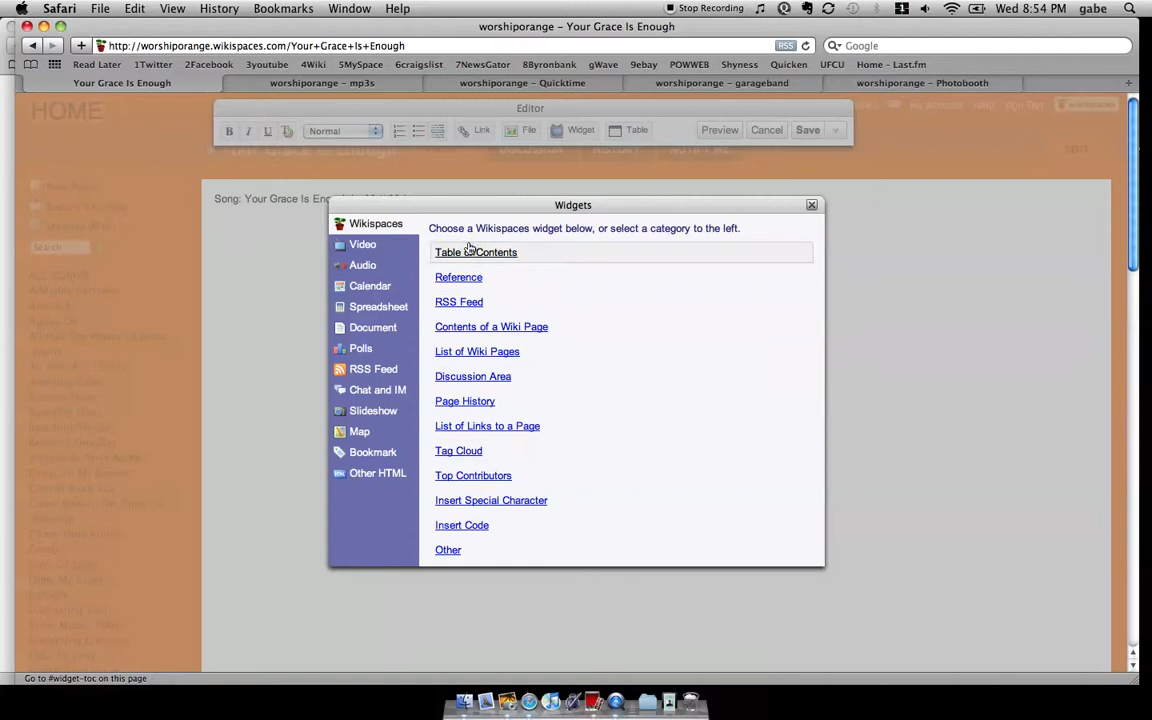 Safari File Edit View History Bookmarks Window Help Stop Recording 1 Wed 8:54 PM gabe
worshiporange – Your Grace Is Enough
http://worshiporange.wikispaces.com/Your+Grace+Is+Enough RSS Google
Read Later 1Twitter 2Facebook 3youtube 4Wiki 5MySpace 6craigslist 7NewsGator 8Byronbank gWave 9ebay POWWEB Shyness Quicken UFCU Home - Last.fm
Your Grace Is Enough worshiporange – mp3s worshiporange – Quicktime worshiporange – garageband worshiporange – Photobooth
HOME
Editor
B I U T Normal Link File Widget Table Preview Cancel Save
Search
Song: Your Grace Is
Widgets
Wikispaces
Video
Audio
Calendar
Spreadsheet
Document
Polls
RSS Feed
Chat and IM
Slideshow
Map
Bookmark
Other HTML
Choose a Wikispaces widget below, or select a category to the left.
Table Contents
Reference
RSS Feed
Contents of a Wiki Page
List of Wiki Pages
Discussion Area
Page History
List of Links to a Page
Tag Cloud
Top Contributors
Insert Special Character
Insert Code
Other
Go to #widget-toc on this page